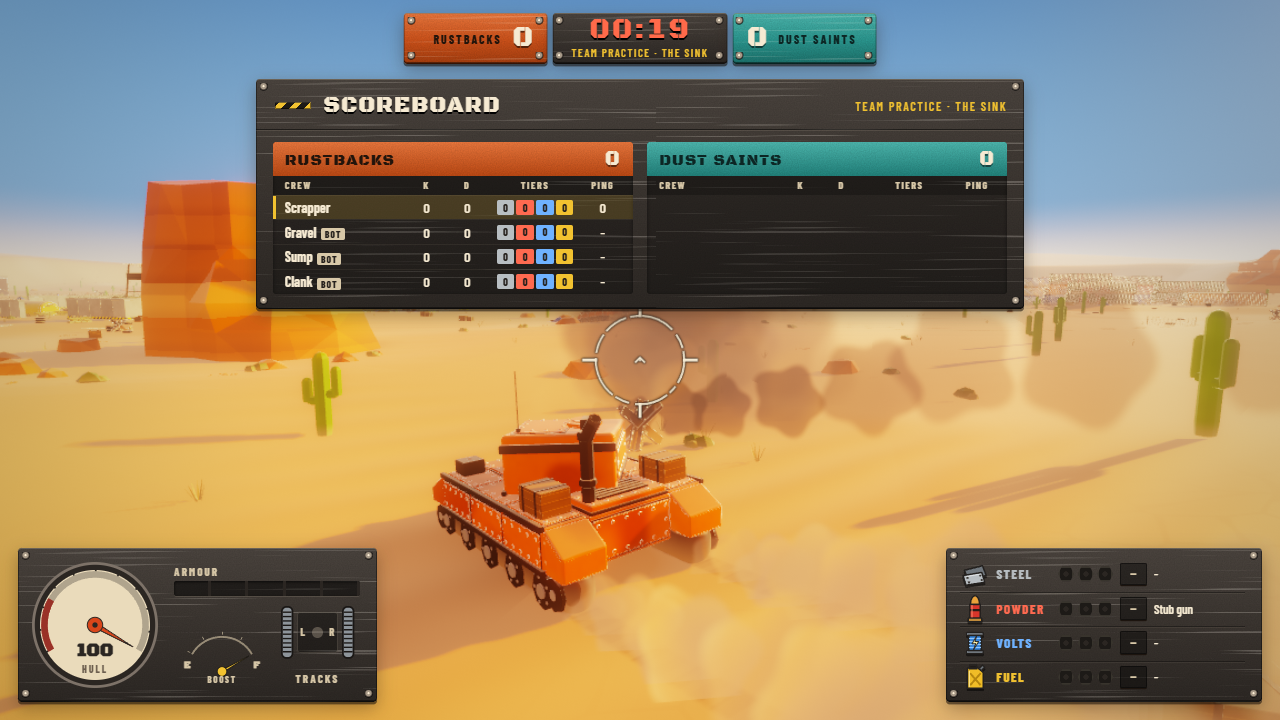 RUSTBACKS 0
00:19
TEAM PRACTICE · THE SINK
0 DUST SAINTS
SCOREBOARD
TEAM PRACTICE · THE SINK
RUSTBACKS 0
CREW K D TIERS PING
Scrapper 0 0 0 0 0 0 0
Gravel BOT 0 0 0 0 0 0 -
Sump BOT 0 0 0 0 0 0 -
Clank BOT 0 0 0 0 0 0 -
DUST SAINTS 0
CREW K D TIERS PING
ARMOUR
100
HULL
E F
BOOST
L R
TRACKS
STEEL - -
POWDER - Stub gun
VOLTS - -
FUEL - -